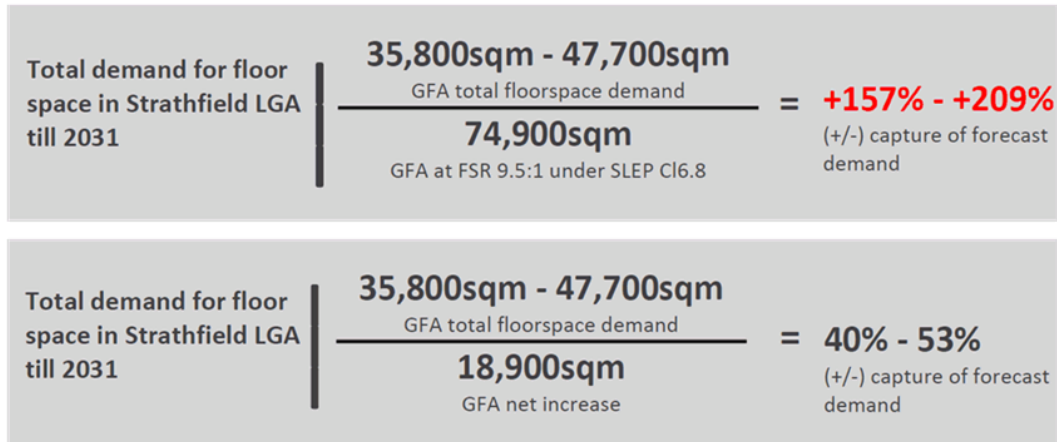 Total demand for floor
space in Strathfield LGA
till 2031
35,800sqm - 47,700sqm
GFA total floorspace demand
74,900sqm
GFA at FSR 9.5:1 under SLEP Cl6.8
= +157% - +209%
(+/-) capture of forecast
demand
Total demand for floor
space in Strathfield LGA
till 2031
35,800sqm - 47,700sqm
GFA total floorspace demand
18,900sqm
GFA net increase
= 40% - 53%
(+/-) capture of forecast
demand